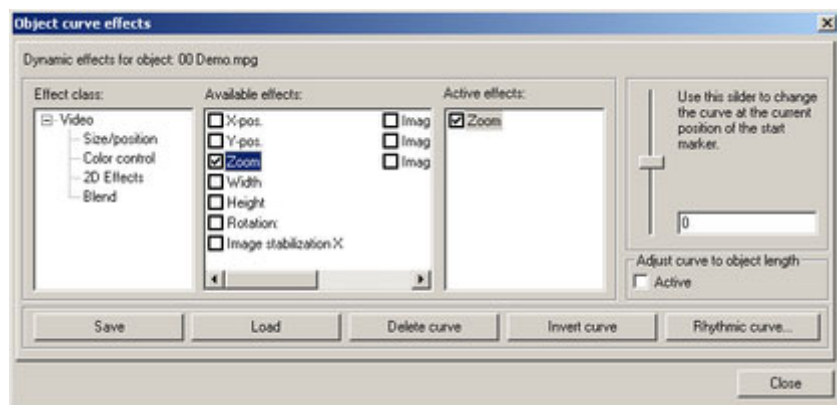 Object curve effects
Dynamic effects for object: 00 Demo.mpg
Effect class:
Video
Size/position
Color control
2D Effects
Blend
Available effects:
X-pos.
Y-pos.
Zoom
Width
Height
Rotation:
Image stabilization X
Imag
Imag
Imag
Active effects:
Zoom
Use this silder to change
the curve at the current
position of the start
marker.
0
Adjust curve to object length
Active
Save
Load
Delete curve
Invert curve
Rhythmic curve...
Close